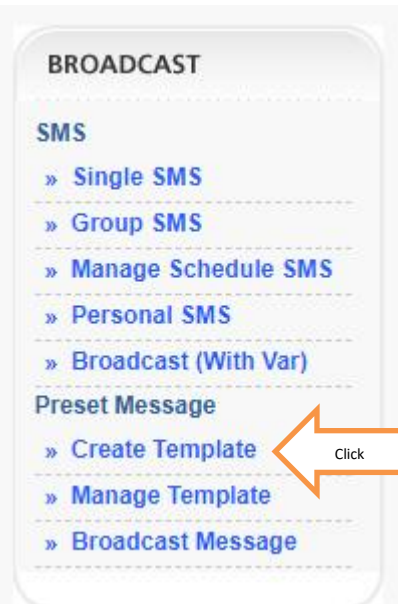 BROADCAST
SMS
» Single SMS
» Group SMS
» Manage Schedule SMS
» Personal SMS
» Broadcast (With Var)
Preset Message
» Create Template
Click
» Manage Template
» Broadcast Message